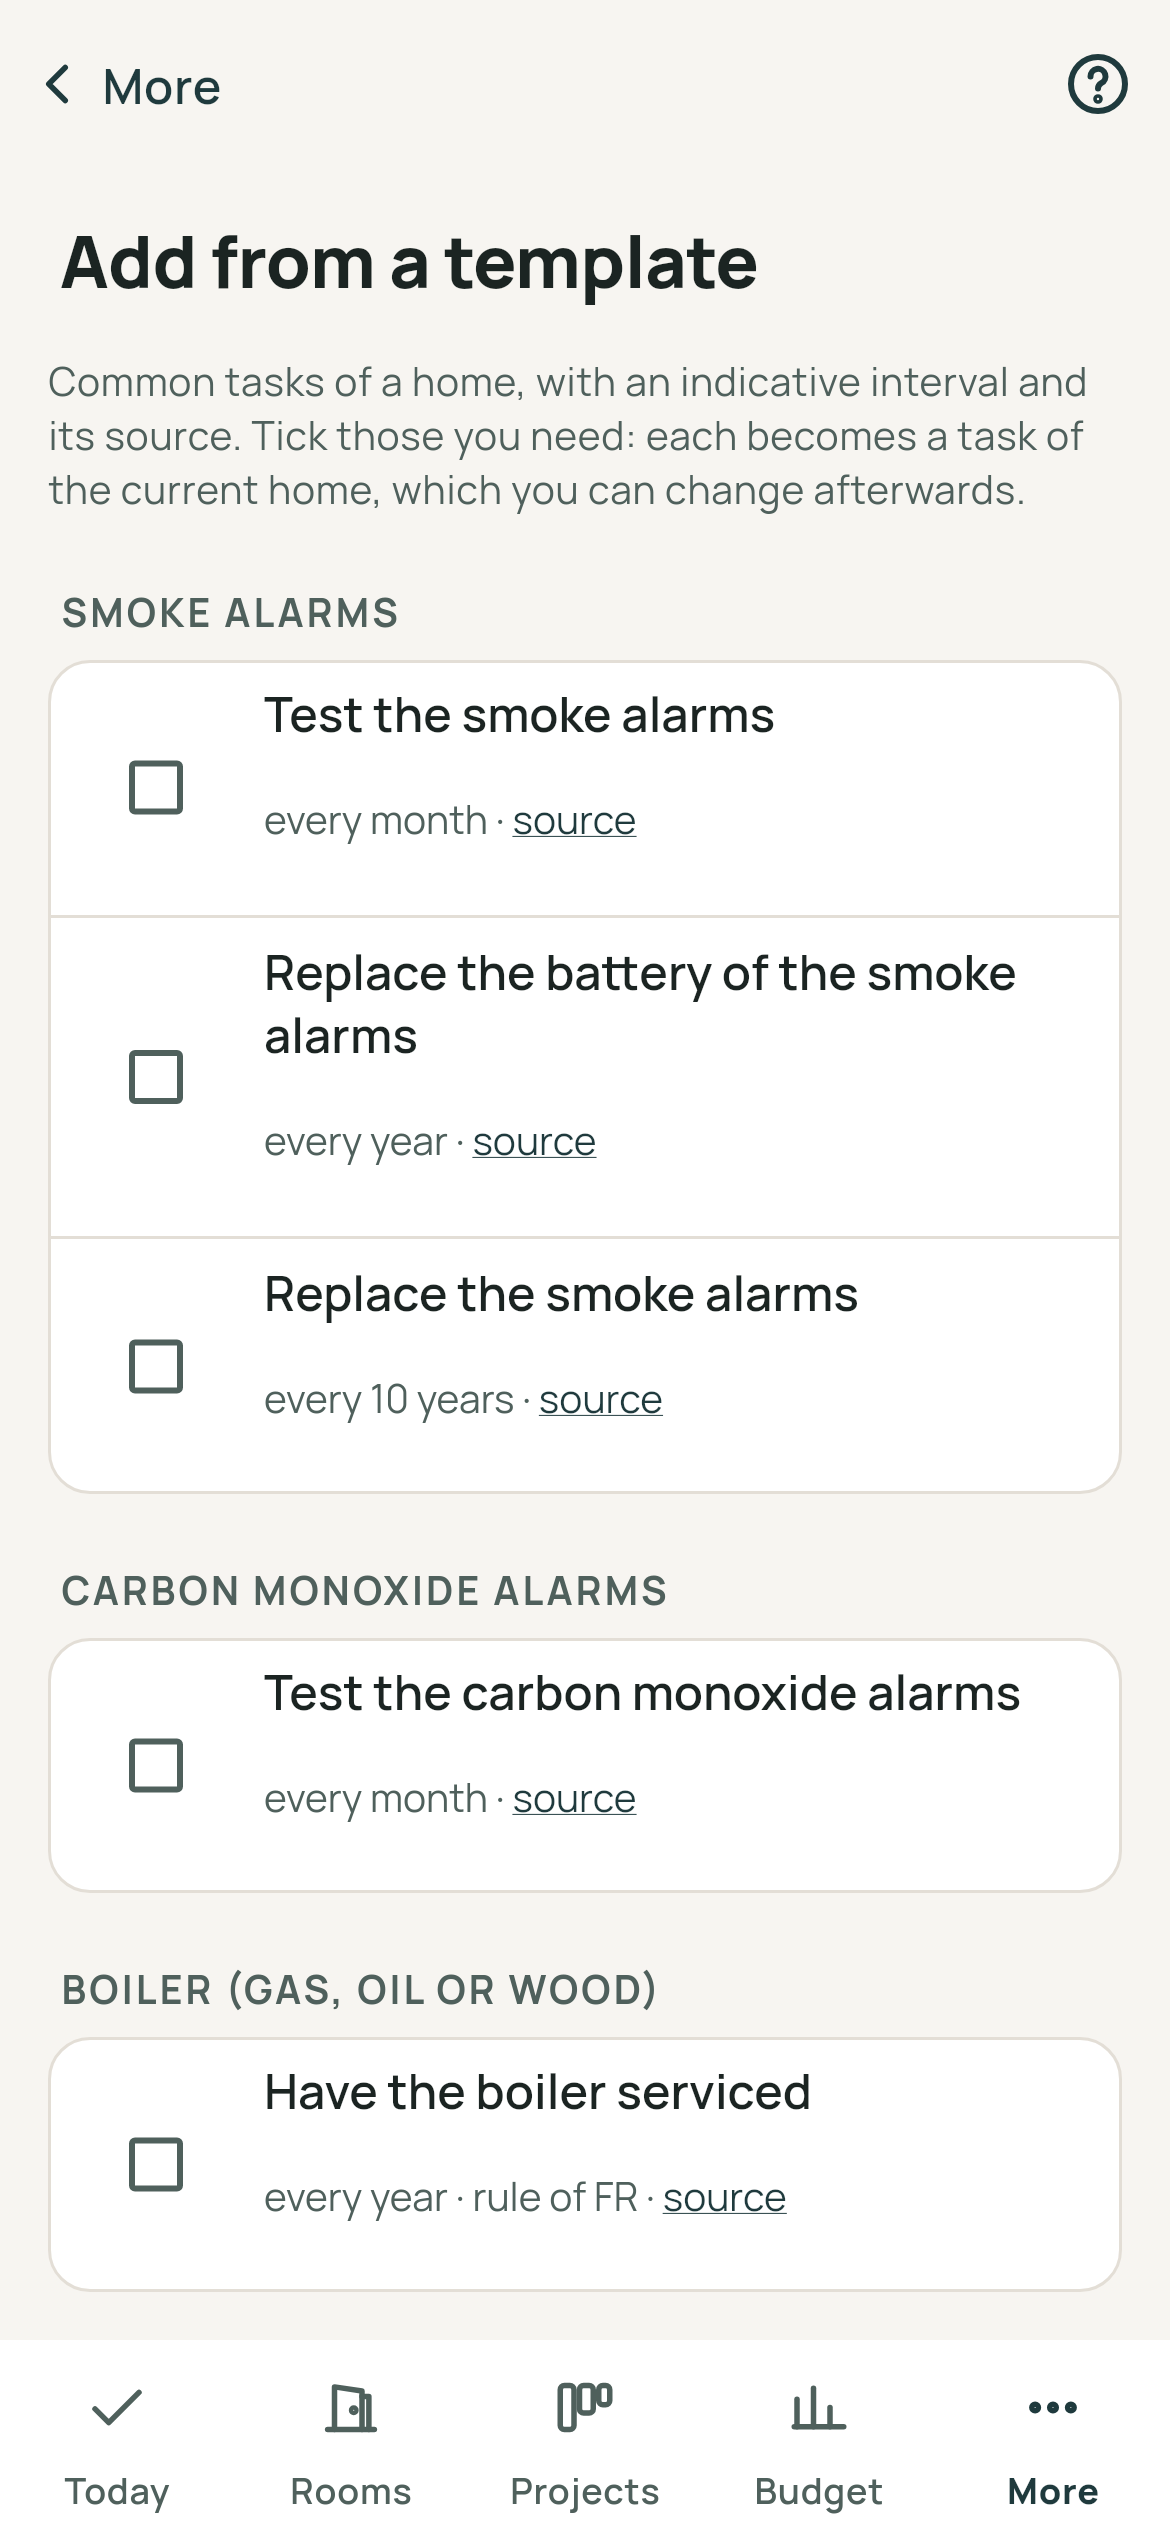 More
Add from a template
Common tasks of a home, with an indicative interval and
its source. Tick those you need: each becomes a task of
the current home, which you can change afterwards.
SMOKE ALARMS
Test the smoke alarms
every month · source
Replace the battery of the smoke
alarms
every year · source
Replace the smoke alarms
every 10 years · source
CARBON MONOXIDE ALARMS
Test the carbon monoxide alarms
every month · source
BOILER (GAS, OIL OR WOOD)
Have the boiler serviced
every year · rule of FR · source
Today
Rooms
Projects
Budget
More